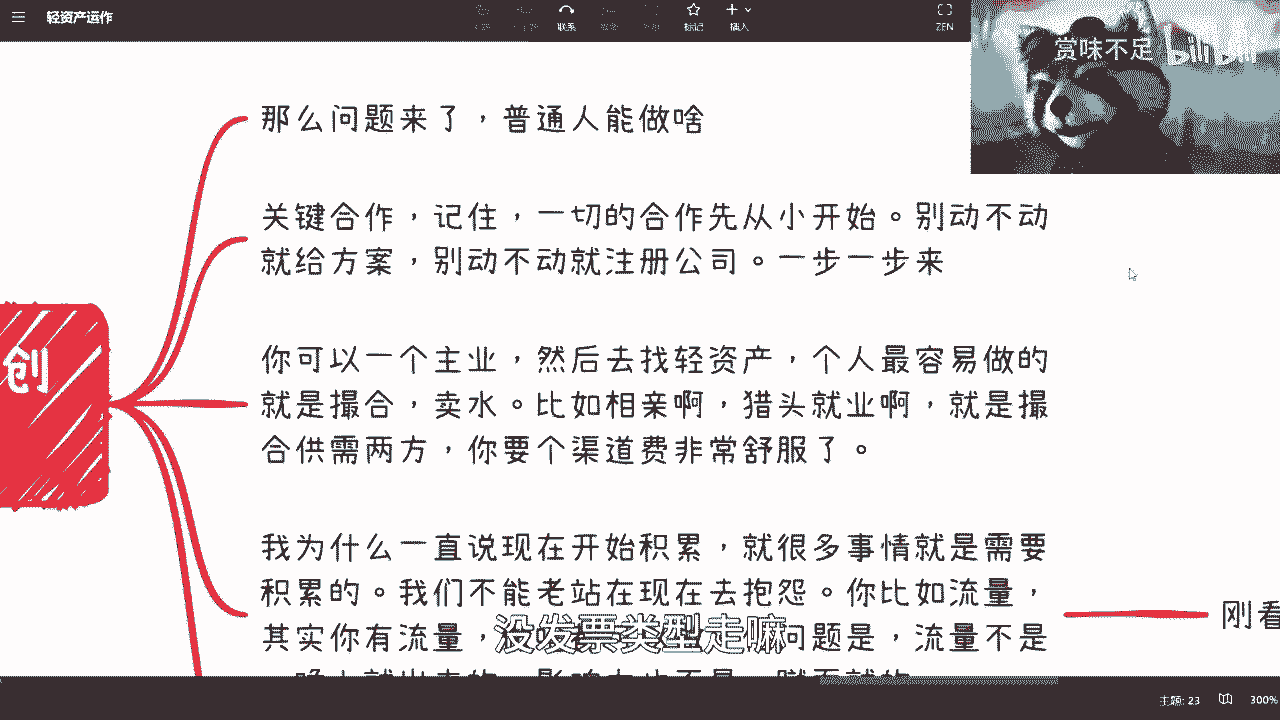 轻资产运作
联系
标记
插入
ZEN
赏味不足 bilibili
那么问题来了，普通人能做啥
关键合作，记住，一切的合作先从小开始。别动不动
就给方案，别动不动就注册公司。一步一步来
创
你可以一个主业，然后去找轻资产，个人最容易做的
就是撮合，卖水。比如相亲啊，猎头就业啊，就是撮
合供需两方，你要个渠道费非常舒服了。
我为什么一直说现在开始积累，就很多事情就是需要
积累的。我们不能老站在现在去抱怨。你比如流量，
其实你有流量，
问题是，流量不是
刚看
没发票类型走嘛
主题: 23
300%